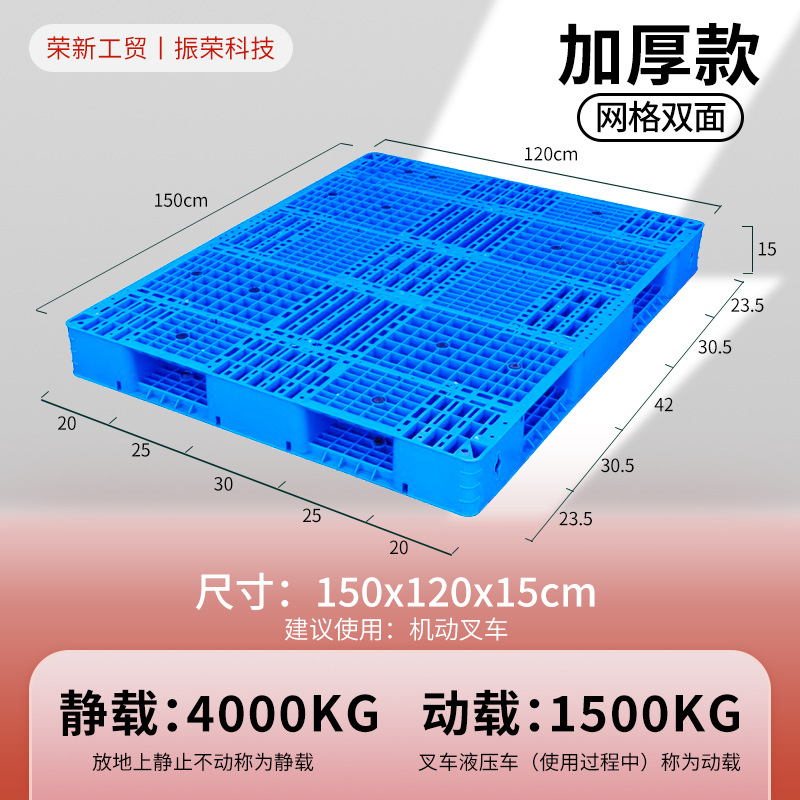 荣新工贸丨振荣科技
加厚款
网格双面
120cm
150cm
15
23.5
30.5
42
30.5
23.5
20
25
30
25
20
尺寸：150x120x15cm
建议使用：机动叉车
静载:4000KG
放地上静止不动称为静载
动载:1500KG
叉车液压车（使用过程中）称为动载